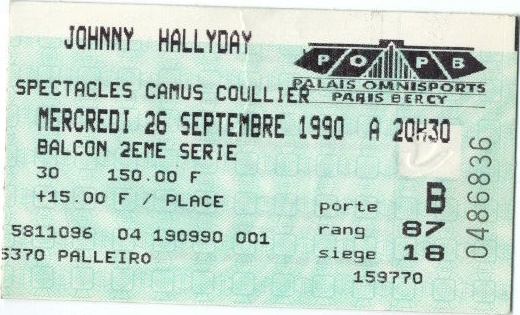 JOHNNY HALLYDAY
POPB
PALAIS OMNISPORTS
PARIS BERCY
SPECTACLES CAMUS COULLIER
MERCREDI 26 SEPTEMBRE 1990 A 20H30
BALCON 2EME SERIE
30 150.00 F
+15.00 F / PLACE
porte B
rang 87
siege 18
5811096 04 190990 001
5370 PALLEIRO
159770
0486836